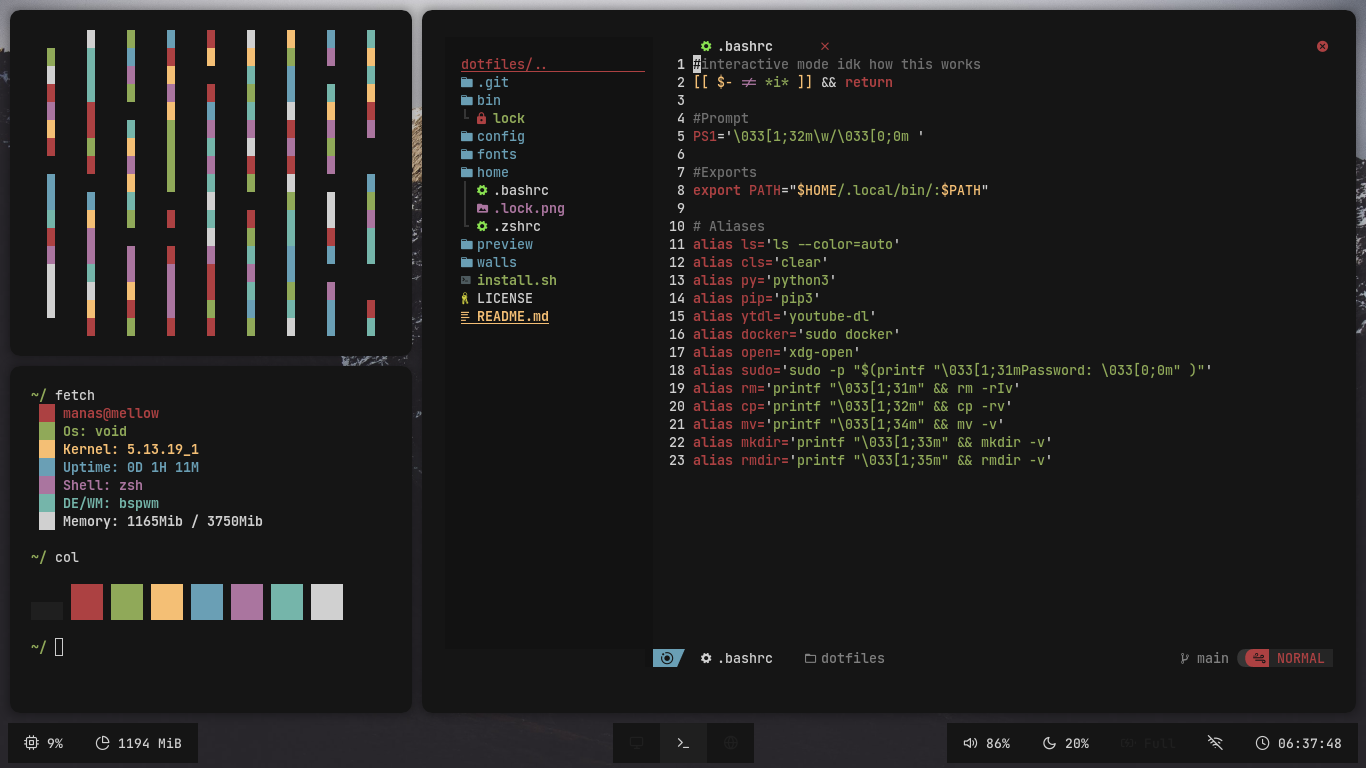 ~/ fetch
manas@mellow
Os: void
Kernel: 5.13.19_1
Uptime: 0D 1H 11M
Shell: zsh
DE/WM: bspwm
Memory: 1165Mib / 3750Mib
~/ col
~/
dotfiles/..
.git
bin
lock
config
fonts
home
.bashrc
.lock.png
.zshrc
preview
walls
install.sh
LICENSE
README.md
.bashrc ×
1 #interactive mode idk how this works
2 [[ $- != *i* ]] && return
3
4 #Prompt
5 PS1='\033[1;32m\w/\033[0;0m '
6
7 #Exports
8 export PATH="$HOME/.local/bin/:$PATH"
9
10 # Aliases
11 alias ls='ls --color=auto'
12 alias cls='clear'
13 alias py='python3'
14 alias pip='pip3'
15 alias ytdl='youtube-dl'
16 alias docker='sudo docker'
17 alias open='xdg-open'
18 alias sudo='sudo -p "$(printf "\033[1;31mPassword: \033[0;0m" )"'
19 alias rm='printf "\033[1;31m" && rm -rIv'
20 alias cp='printf "\033[1;32m" && cp -rv'
21 alias mv='printf "\033[1;34m" && mv -v'
22 alias mkdir='printf "\033[1;33m" && mkdir -v'
23 alias rmdir='printf "\033[1;35m" && rmdir -v'
.bashrc dotfiles main NORMAL
9% 1194 MiB 86% 20% Full 06:37:48